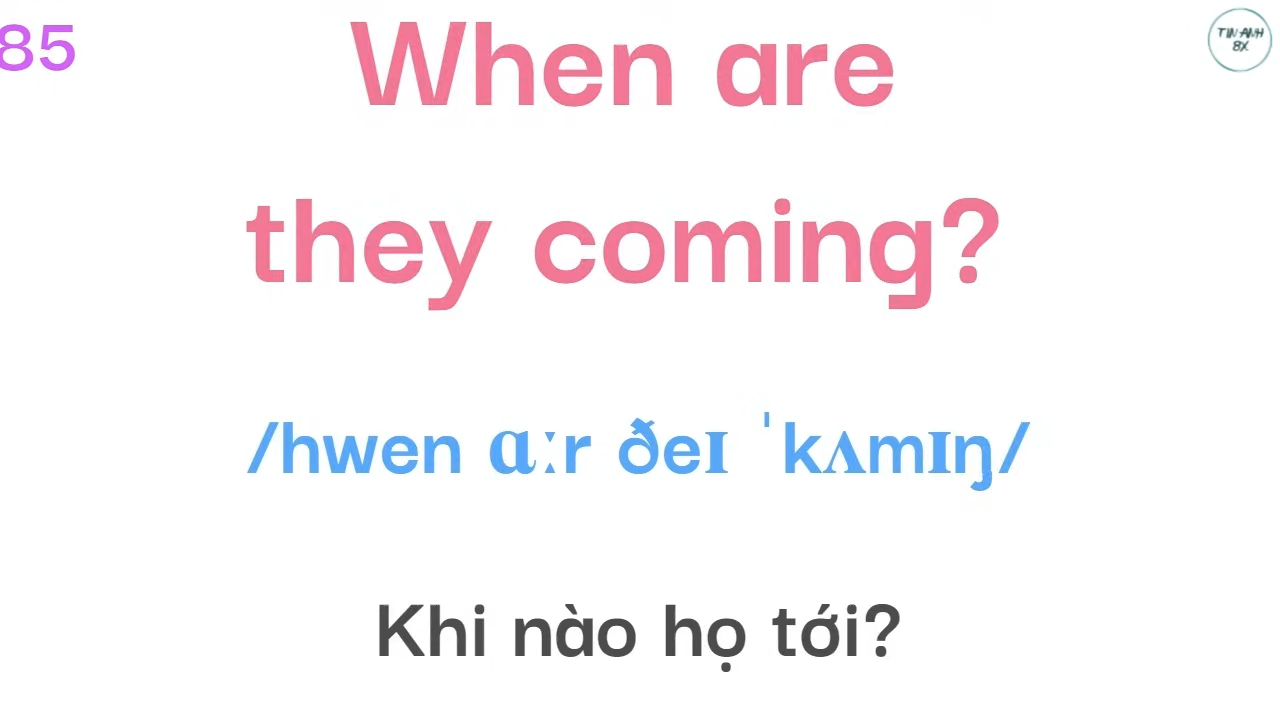 85
TIN ANH
8X
When are
they coming?
/hwen ɑːr ðeɪ ˈkʌmɪŋ/
Khi nào họ tới?